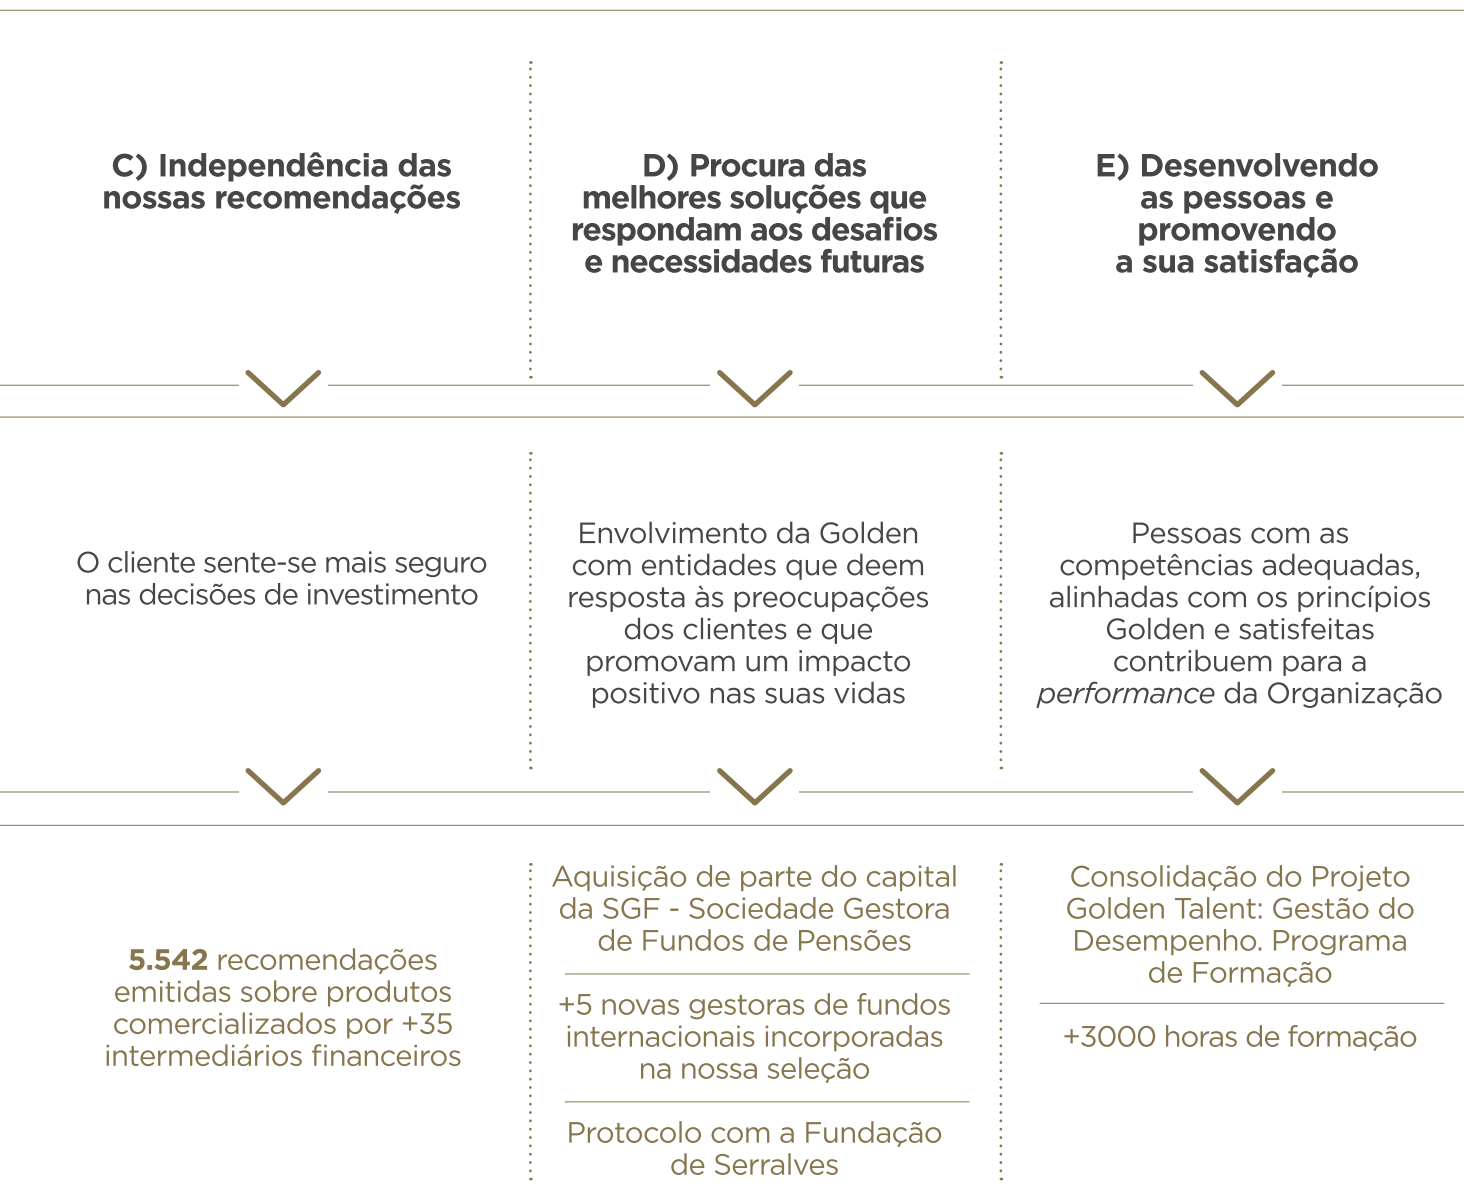 C) Independência das
nossas recomendações
D) Procura das
melhores soluções que
respondam aos desafios
e necessidades futuras
E) Desenvolvendo
as pessoas e
promovendo
a sua satisfação
O cliente sente-se mais seguro
nas decisões de investimento
Envolvimento da Golden
com entidades que deem
resposta às preocupações
dos clientes e que
promovam um impacto
positivo nas suas vidas
Pessoas com as
competências adequadas,
alinhadas com os princípios
Golden e satisfeitas
contribuem para a
performance da Organização
5.542 recomendações
emitidas sobre produtos
comercializados por +35
intermediários financeiros
Aquisição de parte do capital
da SGF - Sociedade Gestora
de Fundos de Pensões
+5 novas gestoras de fundos
internacionais incorporadas
na nossa seleção
Protocolo com a Fundação
de Serralves
Consolidação do Projeto
Golden Talent: Gestão do
Desempenho. Programa
de Formação
+3000 horas de formação